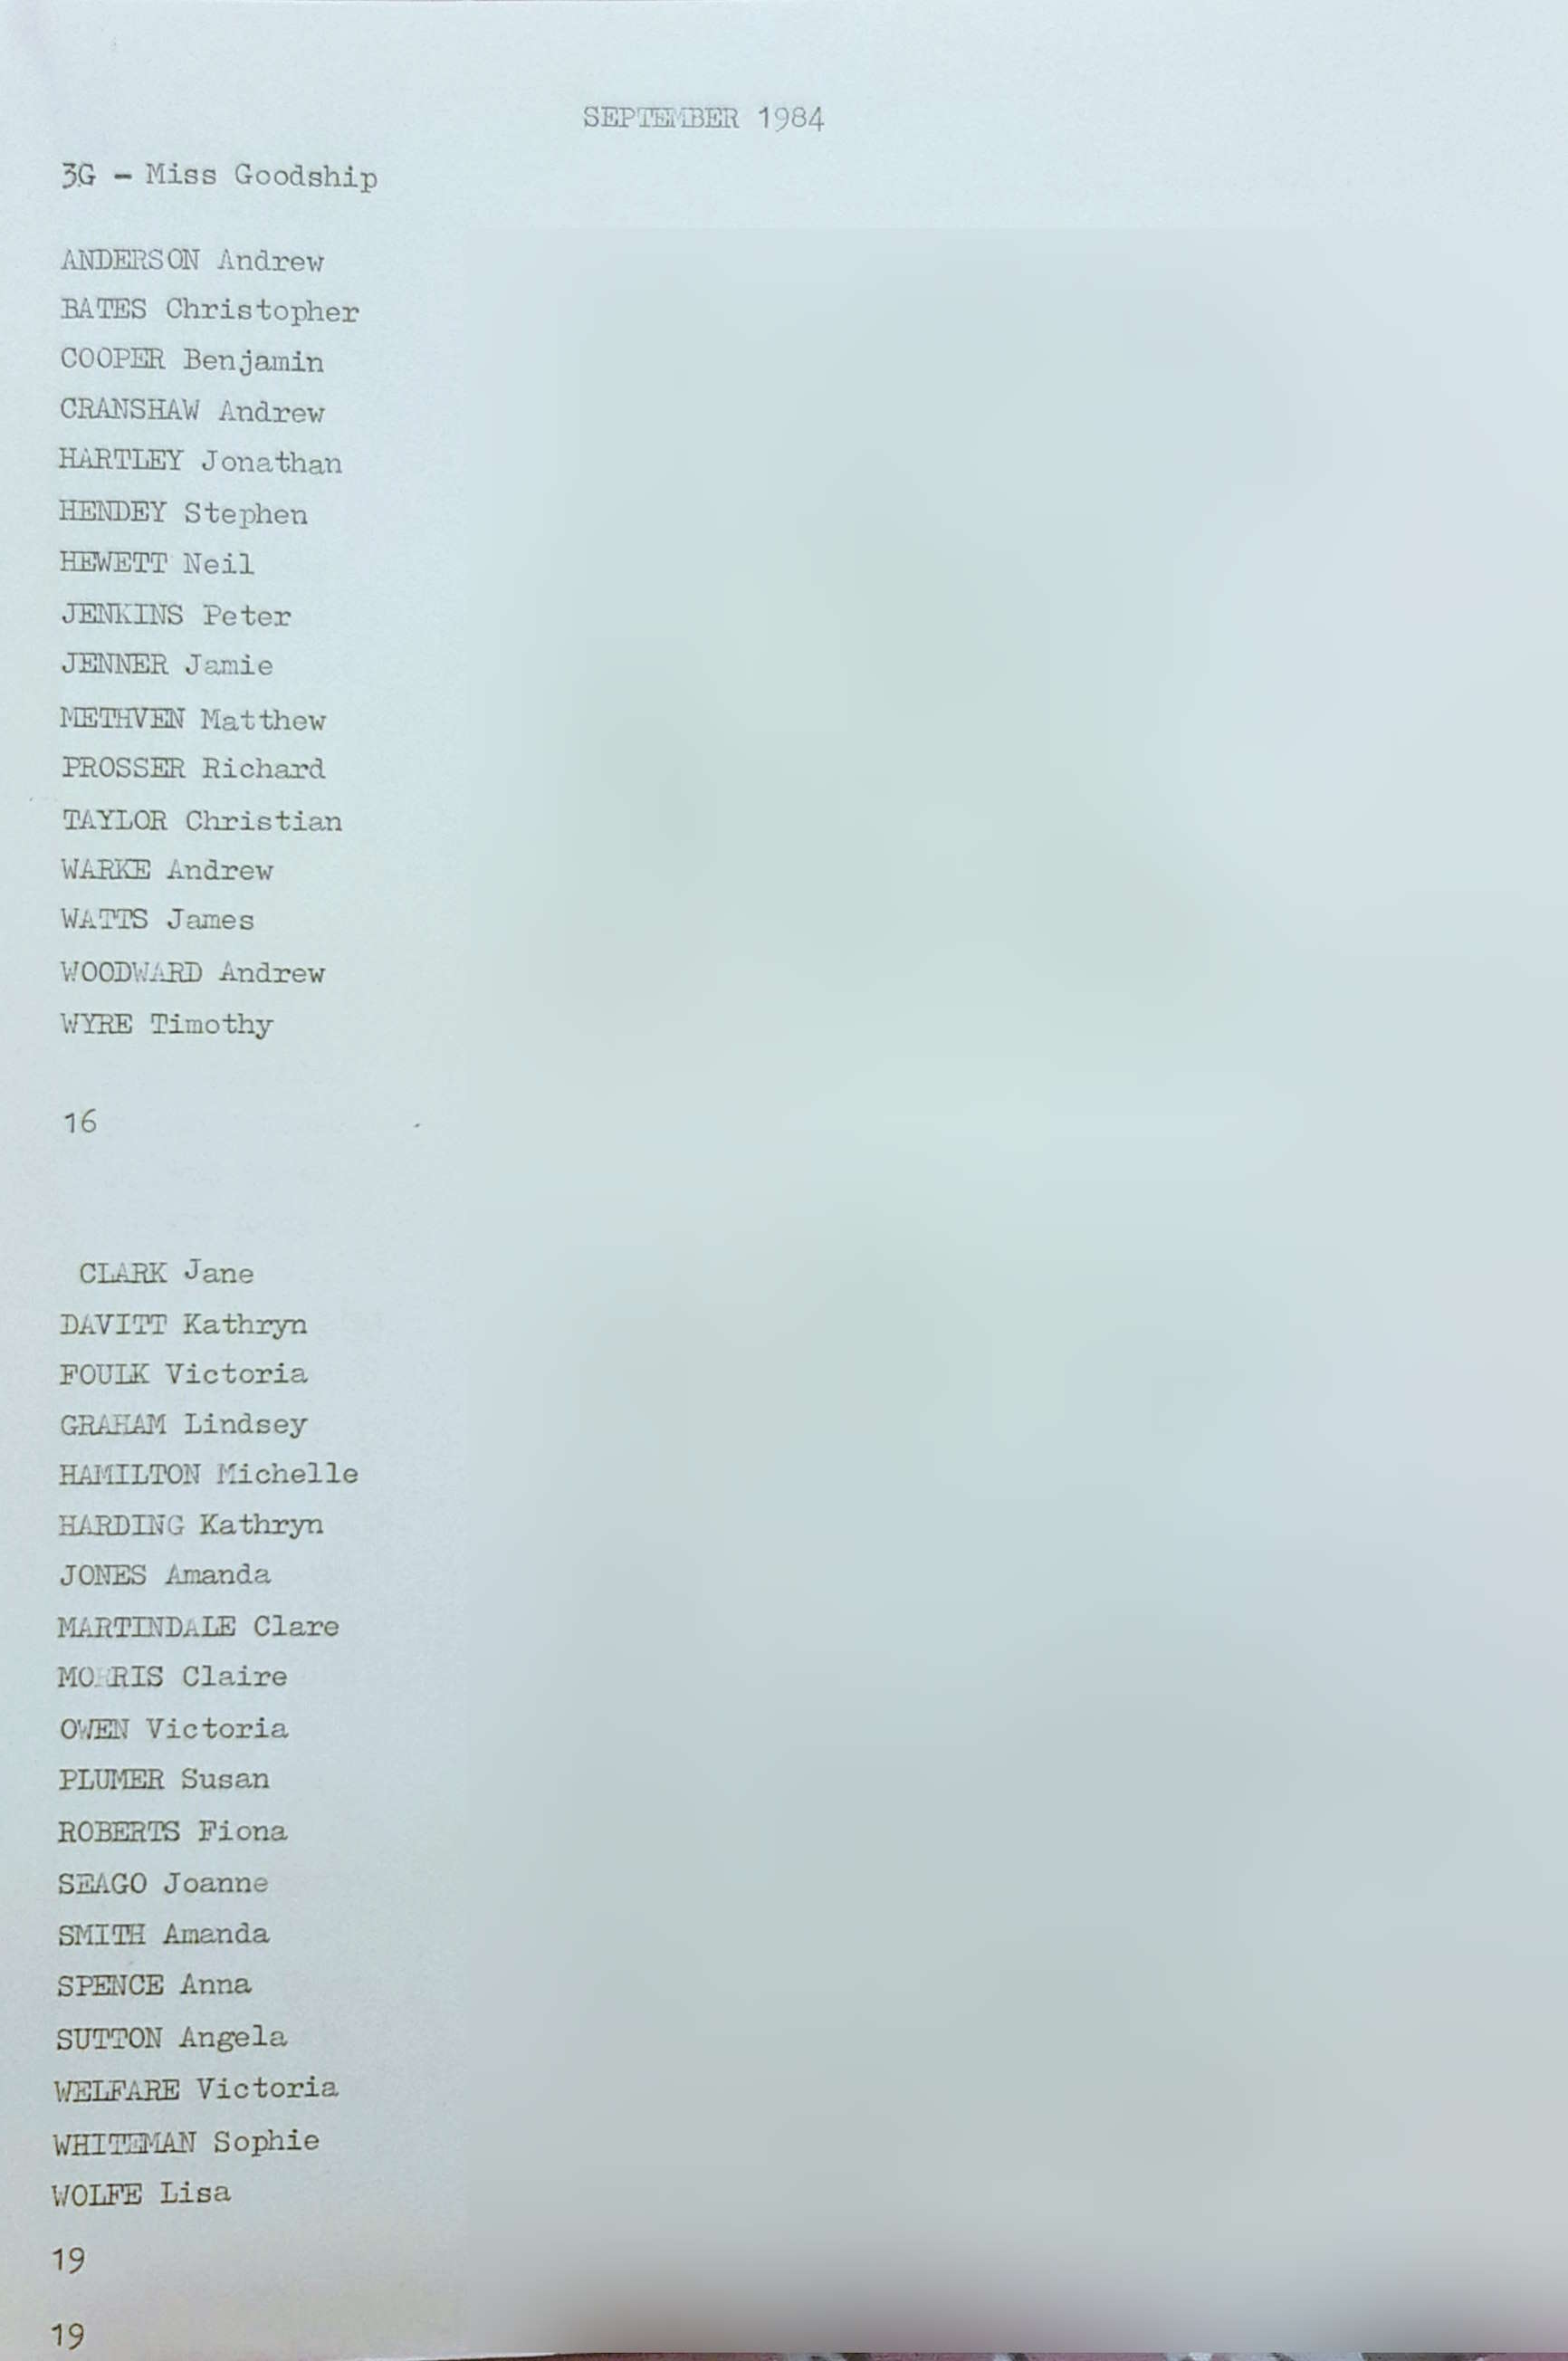 SEPTEMBER 1984
3G - Miss Goodship
ANDERSON Andrew
BATES Christopher
COOPER Benjamin
CRANSHAW Andrew
HARTLEY Jonathan
HENDEY Stephen
HEWETT Neil
JENKINS Peter
JENNER Jamie
METHVEN Matthew
PROSSER Richard
TAYLOR Christian
WARKE Andrew
WATTS James
WOODWARD Andrew
WYRE Timothy
16
CLARK Jane
DAVITT Kathryn
FOULK Victoria
GRAHAM Lindsey
HAMILTON Michelle
HARDING Kathryn
JONES Amanda
MARTINDALE Clare
MORRIS Claire
OWEN Victoria
PLUMER Susan
ROBERTS Fiona
SEAGO Joanne
SMITH Amanda
SPENCE Anna
SUTTON Angela
WELFARE Victoria
WHITEMAN Sophie
WOLFE Lisa
19
19